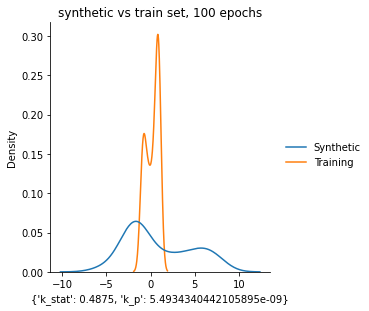 synthetic vs train set, 100 epochs
0.30
0.25
0.20
0.15
0.10
0.05
0.00
Density
Synthetic
Training
−10 −5 0 5 10
{'k_stat': 0.4875, 'k_p': 5.4934340442105895e-09}